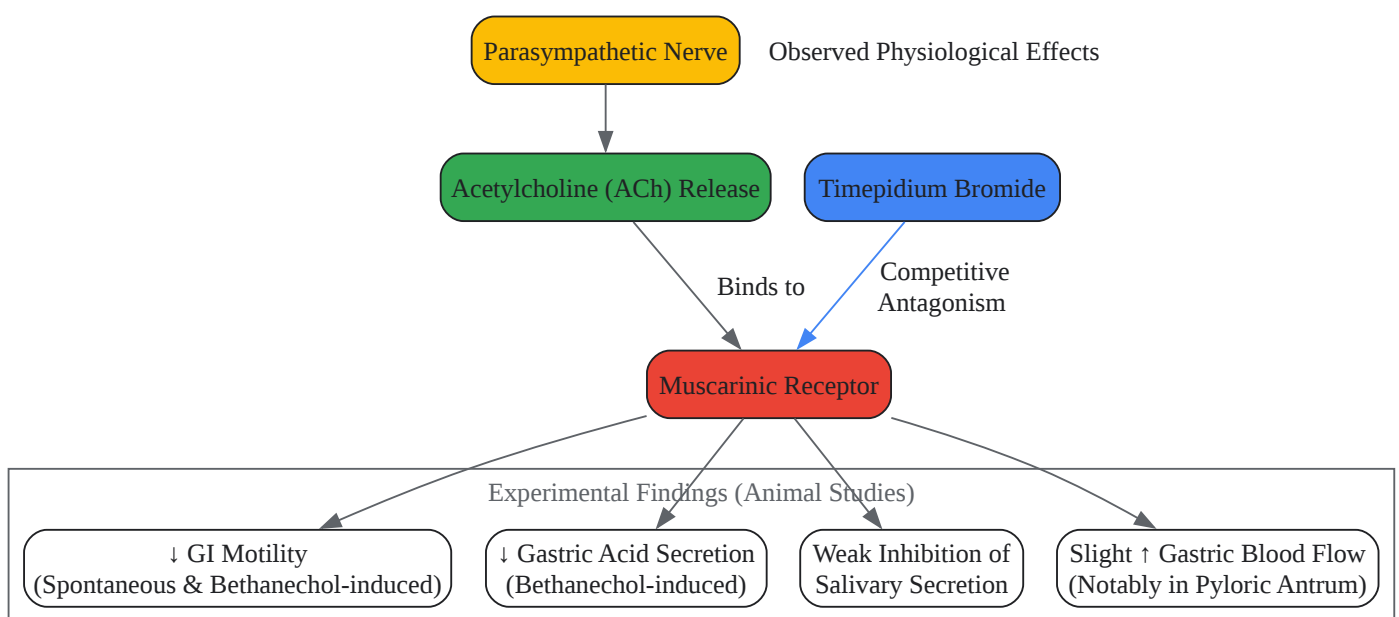 Parasympathetic Nerve
Observed Physiological Effects
Acetylcholine (ACh) Release
Timepidium Bromide
Binds to
Competitive
Antagonism
Muscarinic Receptor
Experimental Findings (Animal Studies)
↓ GI Motility
(Spontaneous & Bethanechol-induced)
↓ Gastric Acid Secretion
(Bethanechol-induced)
Weak Inhibition of
Salivary Secretion
Slight ↑ Gastric Blood Flow
(Notably in Pyloric Antrum)